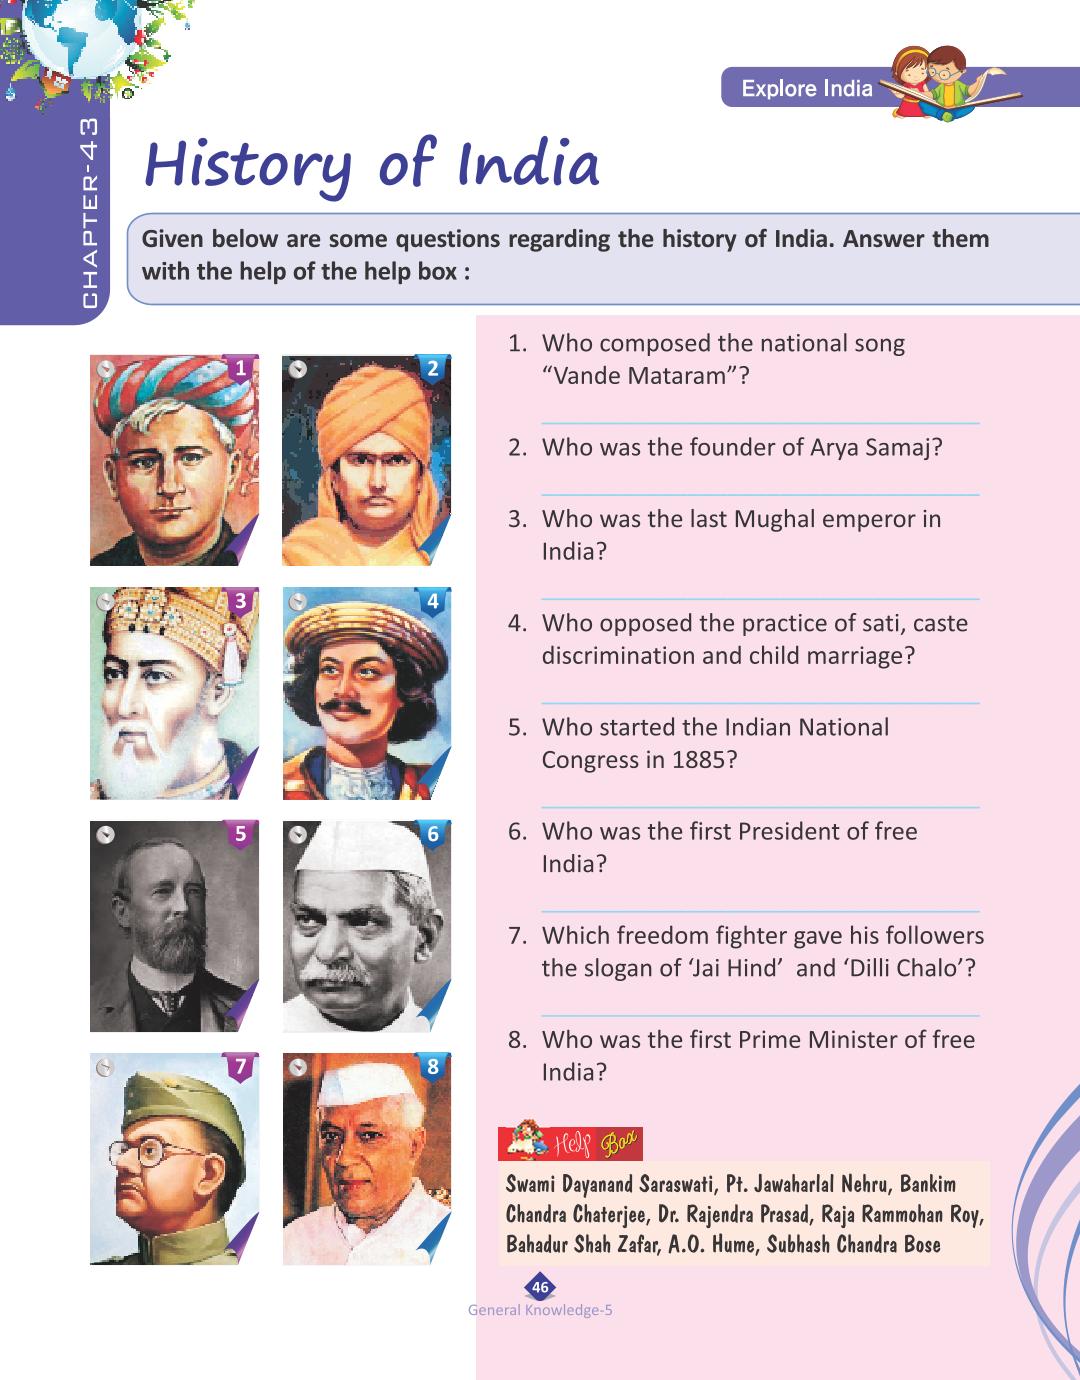 Explore India
CHAPTER-43
History of India
Given below are some questions regarding the history of India. Answer them
with the help of the help box :
1
2
3
4
5
6
7
8
1. Who composed the national song
“Vande Mataram”?
2. Who was the founder of Arya Samaj?
3. Who was the last Mughal emperor in
India?
4. Who opposed the practice of sati, caste
discrimination and child marriage?
5. Who started the Indian National
Congress in 1885?
6. Who was the first President of free
India?
7. Which freedom fighter gave his followers
the slogan of ‘Jai Hind’  and ‘Dilli Chalo’?
8. Who was the first Prime Minister of free
India?
Help Box
Swami Dayanand Saraswati, Pt. Jawaharlal Nehru, Bankim
Chandra Chaterjee, Dr. Rajendra Prasad, Raja Rammohan Roy,
Bahadur Shah Zafar, A.O. Hume, Subhash Chandra Bose
46
General Knowledge-5